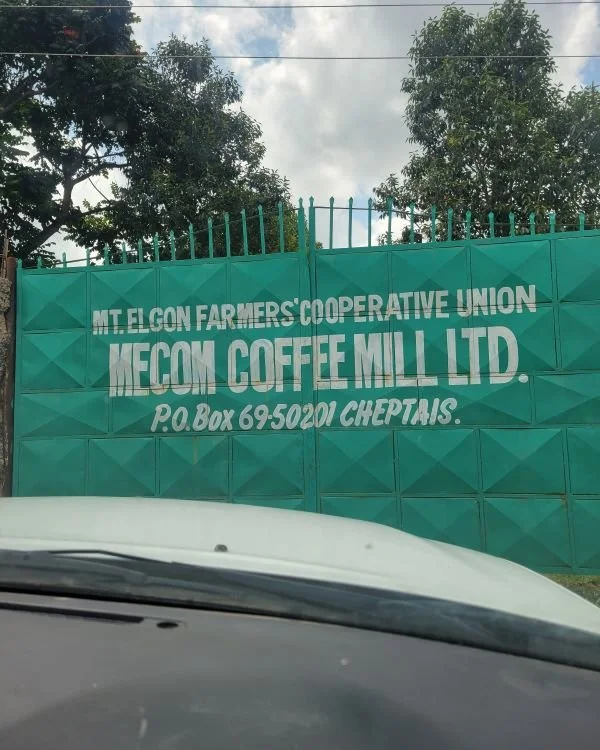 MT.ELGON FARMERS' COOPERATIVE UNION
MECOM COFFEE MILL LTD.
P.O.Box 69-50201 CHEPTAIS.